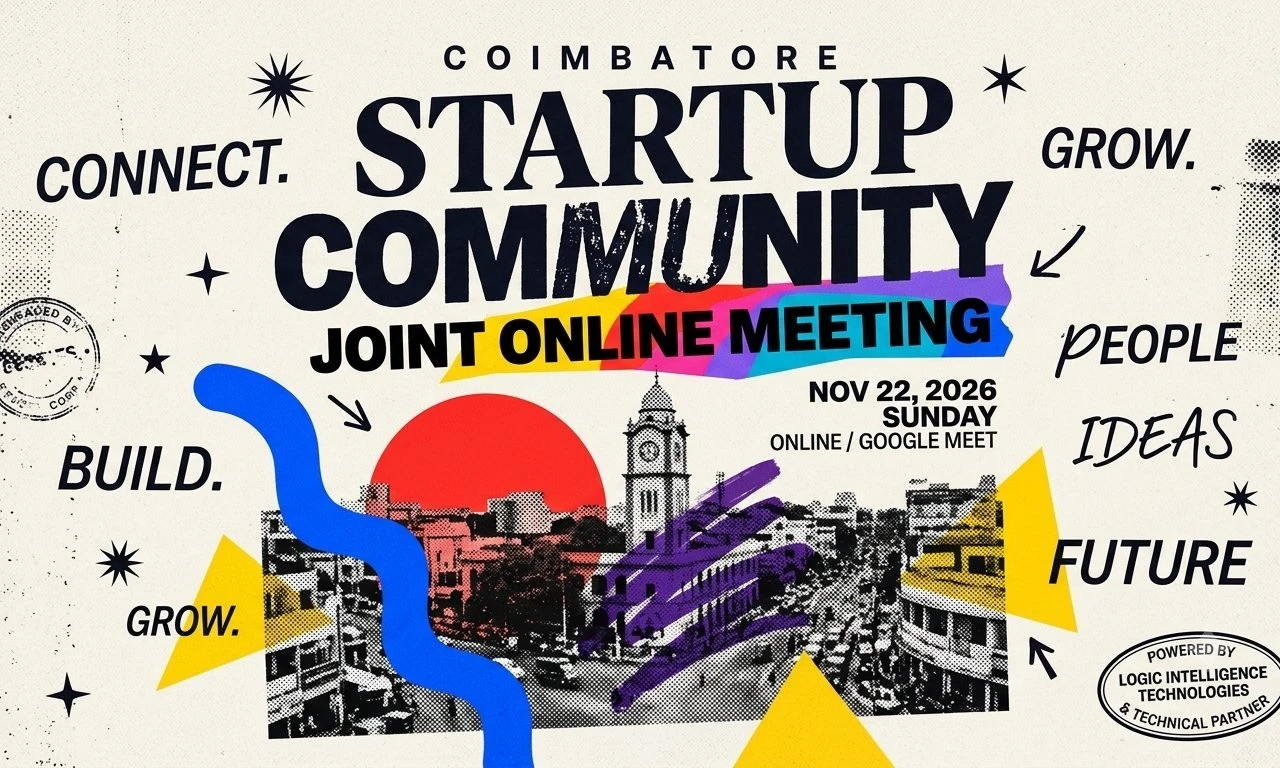 COIMBATORE
STARTUP
COMMUNITY
JOINT ONLINE MEETING
NOV 22, 2026
SUNDAY
ONLINE / GOOGLE MEET
CONNECT.
BUILD.
GROW.
GROW.
PEOPLE
IDEAS
FUTURE
POWERED BY
LOGIC INTELLIGENCE
TECHNOLOGIES
& TECHNICAL PARTNER